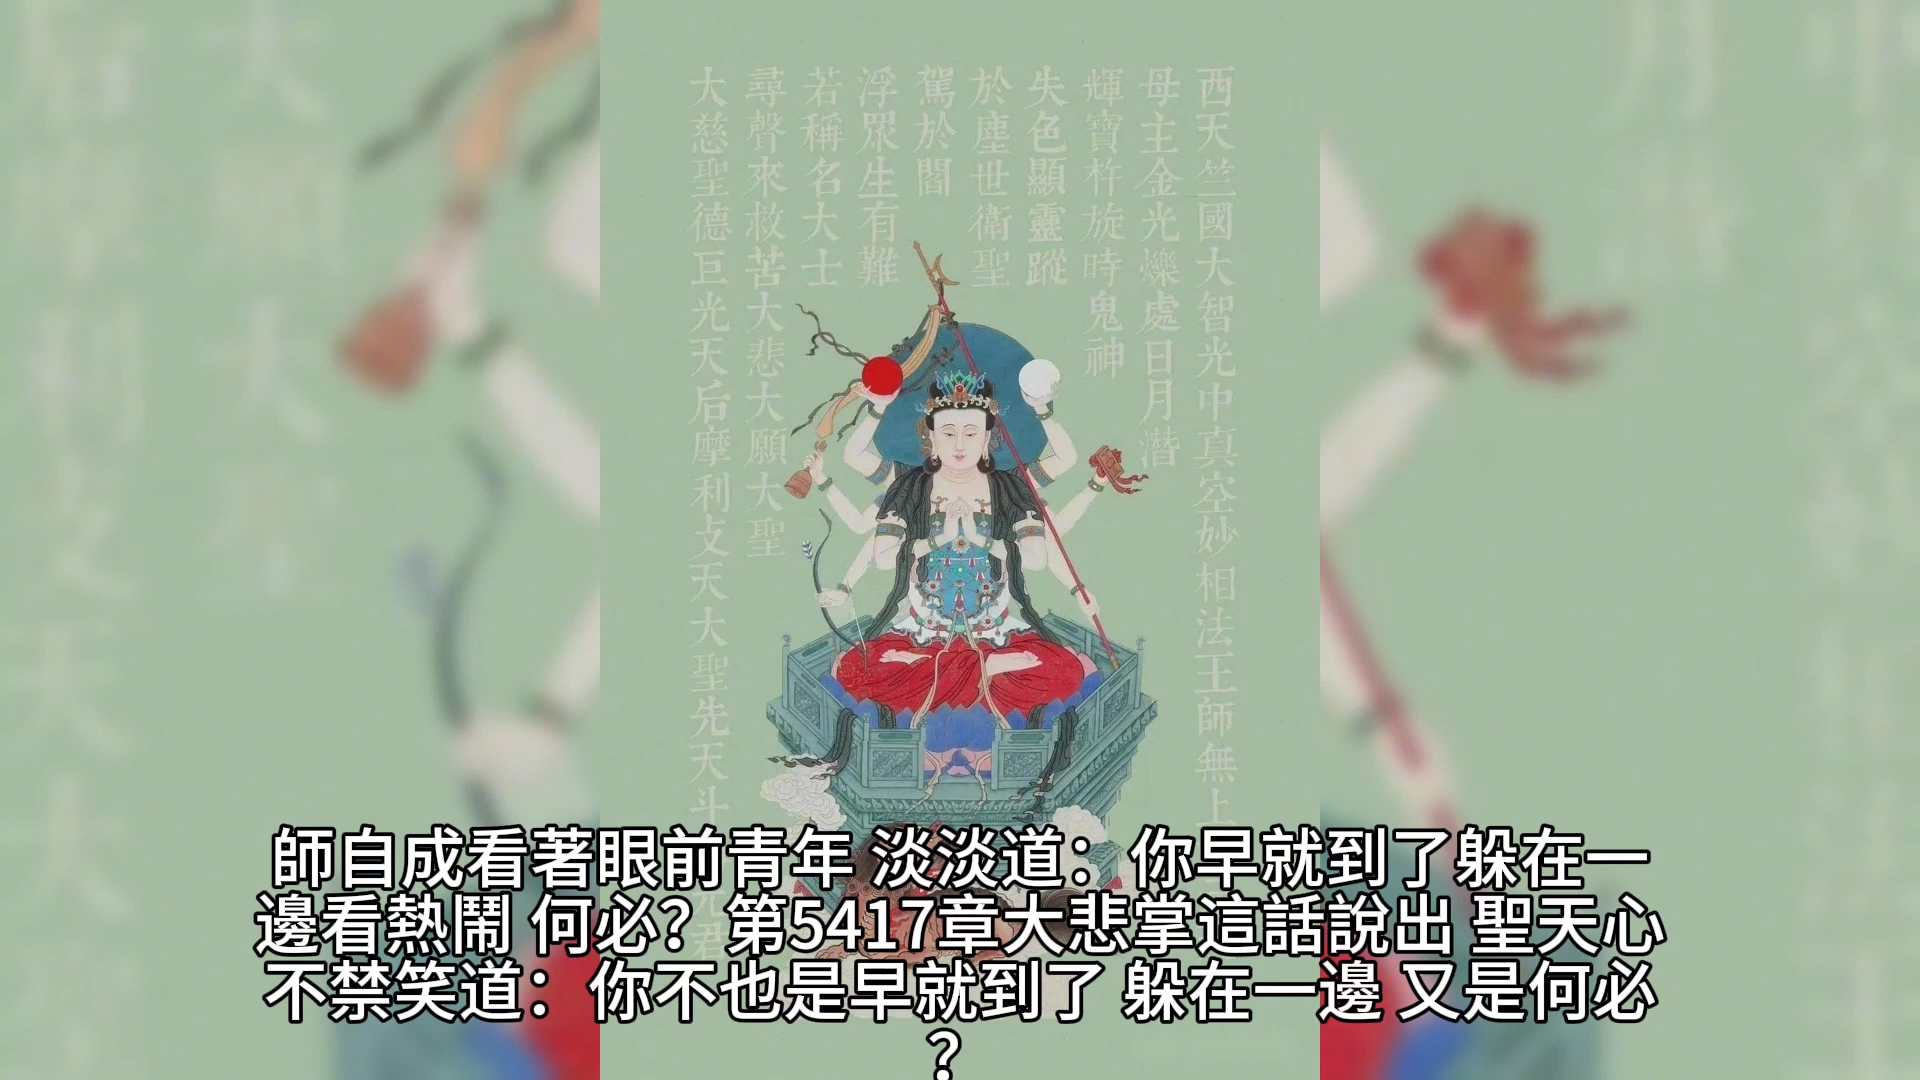 西天竺國大智光中真空妙相法王師無上
母主金光爍處日月潛
輝寶杵旋時鬼神
失色顯靈蹤
於塵世衛聖
駕於閻
浮眾生有難
若稱名大士
尋聲來救苦大悲大願大聖
大慈聖德巨光天后摩利支天大聖先天斗
元君
師自成看著眼前青年 淡淡道：你早就到了躲在一
邊看熱鬧 何必？第5417章大悲掌這話說出 聖天心
不禁笑道：你不也是早就到了 躲在一邊 又是何必
？